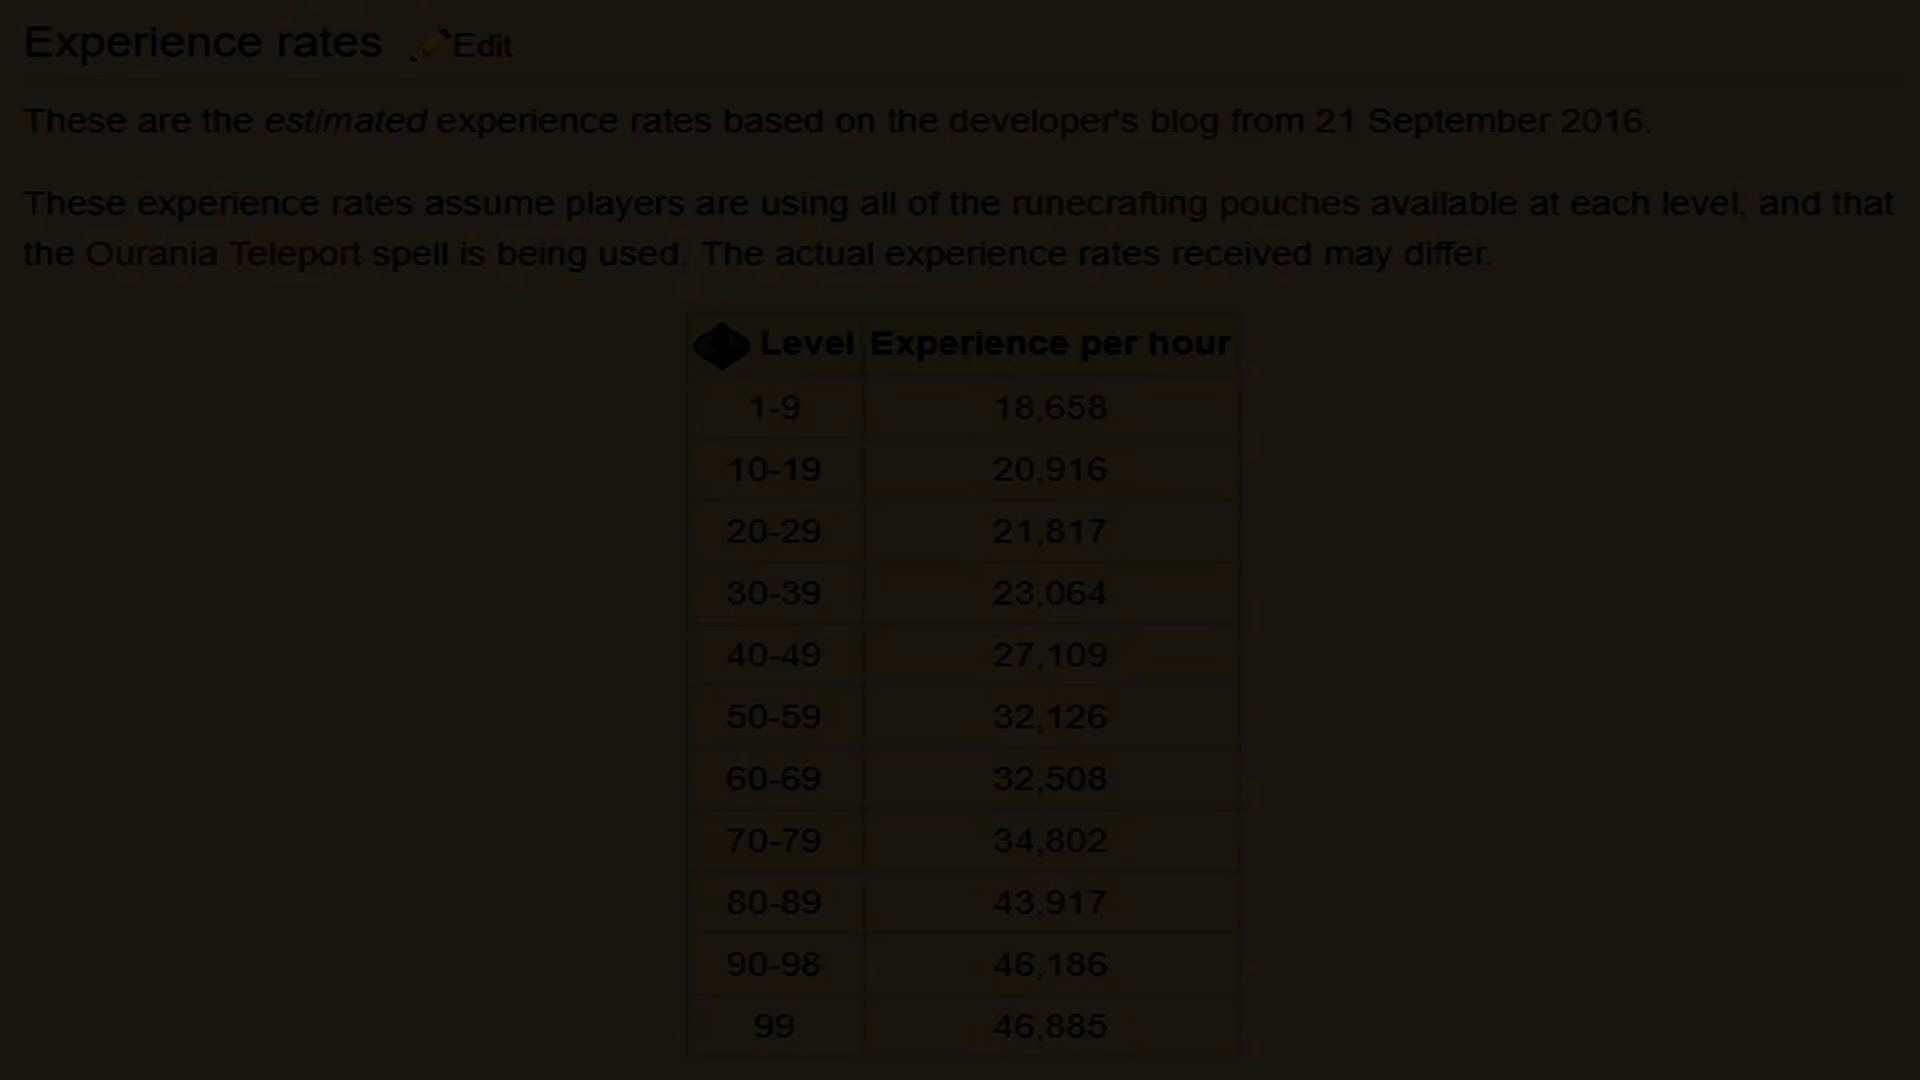 Experience rates Edit
These are the estimated experience rates based on the developer's blog from 21 September 2016.
These experience rates assume players are using all of the runecrafting pouches available at each level, and that
the Ourania Teleport spell is being used. The actual experience rates received may differ.
Level Experience per hour
1-9 18,658
10-19 20,916
20-29 21,817
30-39 23,064
40-49 27,109
50-59 32,126
60-69 32,508
70-79 34,802
80-89 43,917
90-98 46,186
99 46,885